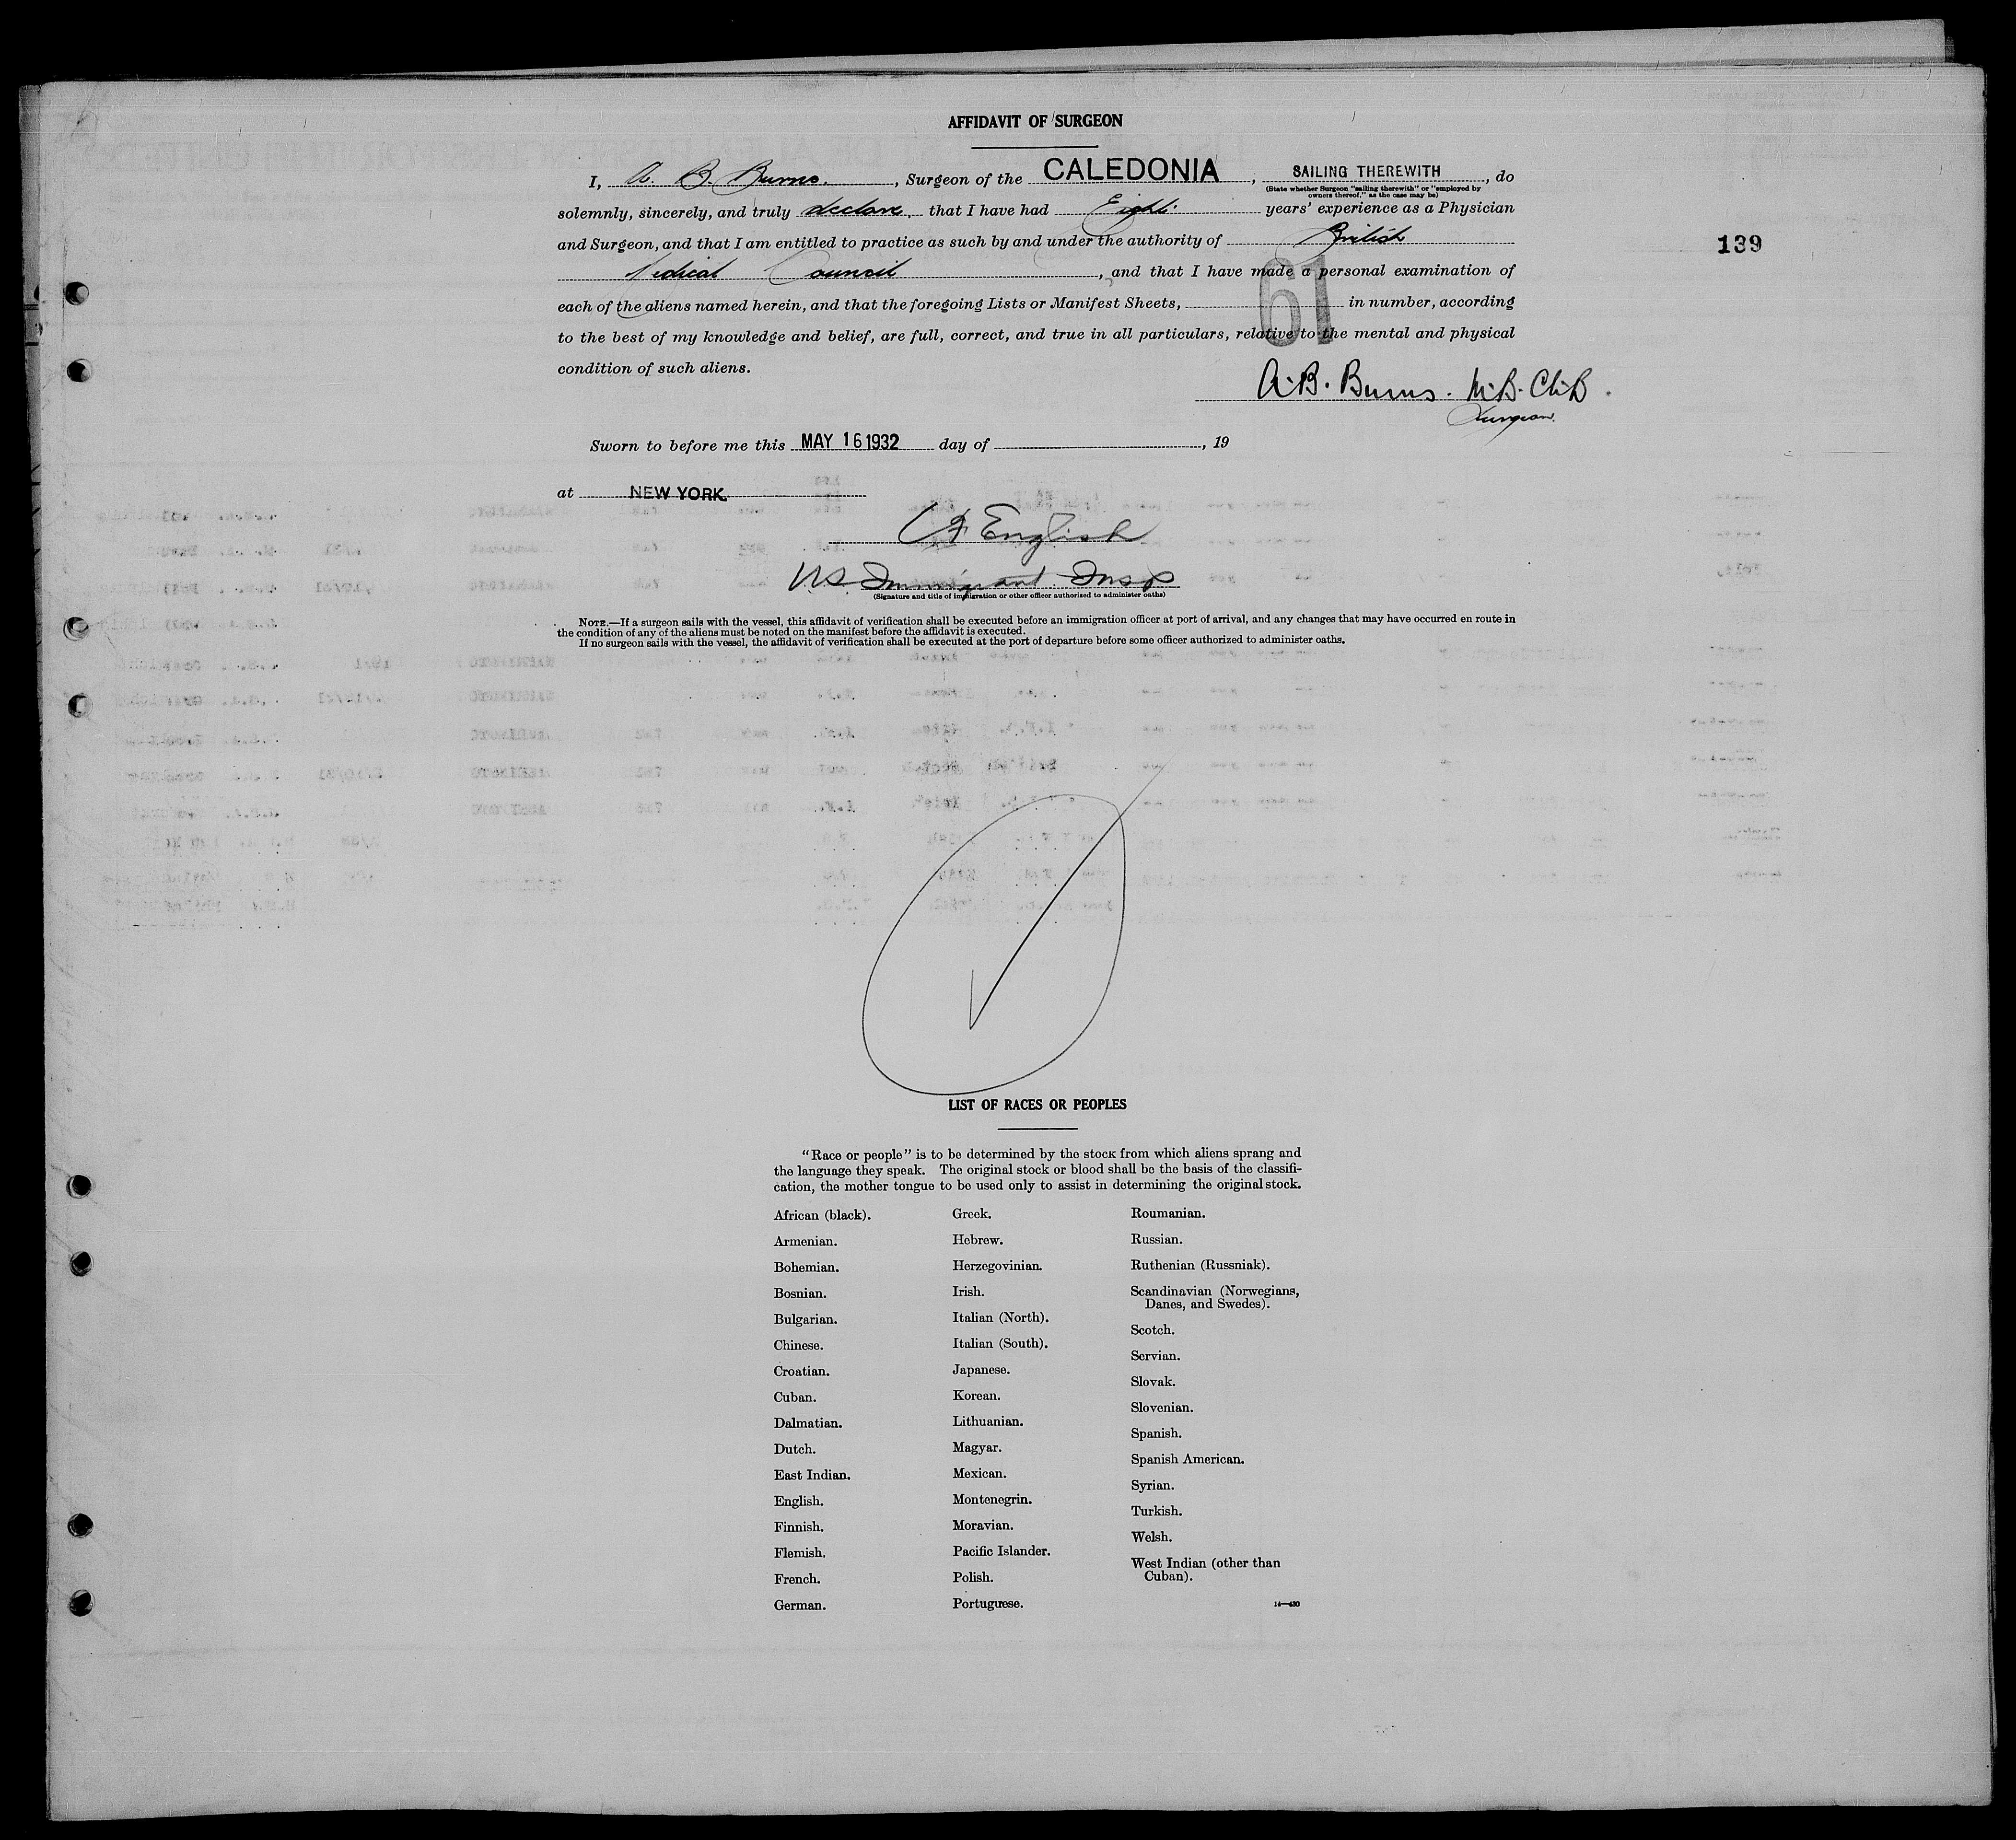 AFFIDAVIT OF SURGEON
I, A. B. Burns, Surgeon of the CALEDONIA, SAILING THEREWITH, do
(State whether Surgeon "sailing therewith" or "employed by
owners thereof," as the case may be)
solemnly, sincerely, and truly declare that I have had Eight years' experience as a Physician
and Surgeon, and that I am entitled to practice as such by and under the authority of British
139
Medical Council, and that I have made a personal examination of
each of the aliens named herein, and that the foregoing Lists or Manifest Sheets, 61 in number, according
to the best of my knowledge and belief, are full, correct, and true in all particulars, relative to the mental and physical
condition of such aliens.
A. B. Burns. M.B. Ch.B.
Surgeon.
Sworn to before me this MAY 16 1932 day of , 19
at NEW YORK.
English
US Immigrant Insp
(Signature and title of immigration or other officer authorized to administer oaths)
NOTE.—If a surgeon sails with the vessel, this affidavit of verification shall be executed before an immigration officer at port of arrival, and any changes that may have occurred en route in
the condition of any of the aliens must be noted on the manifest before the affidavit is executed.
If no surgeon sails with the vessel, the affidavit of verification shall be executed at the port of departure before some officer authorized to administer oaths.
LIST OF RACES OR PEOPLES
"Race or people" is to be determined by the stock from which aliens sprang and
the language they speak. The original stock or blood shall be the basis of the classifi-
cation, the mother tongue to be used only to assist in determining the original stock.
African (black).
Armenian.
Bohemian.
Bosnian.
Bulgarian.
Chinese.
Croatian.
Cuban.
Dalmatian.
Dutch.
East Indian.
English.
Finnish.
Flemish.
French.
German.
Greek.
Hebrew.
Herzegovinian.
Irish.
Italian (North).
Italian (South).
Japanese.
Korean.
Lithuanian.
Magyar.
Mexican.
Montenegrin.
Moravian.
Pacific Islander.
Polish.
Portuguese.
Roumanian.
Russian.
Ruthenian (Russniak).
Scandinavian (Norwegians,
Danes, and Swedes).
Scotch.
Servian.
Slovak.
Slovenian.
Spanish.
Spanish American.
Syrian.
Turkish.
Welsh.
West Indian (other than
Cuban).
14—430